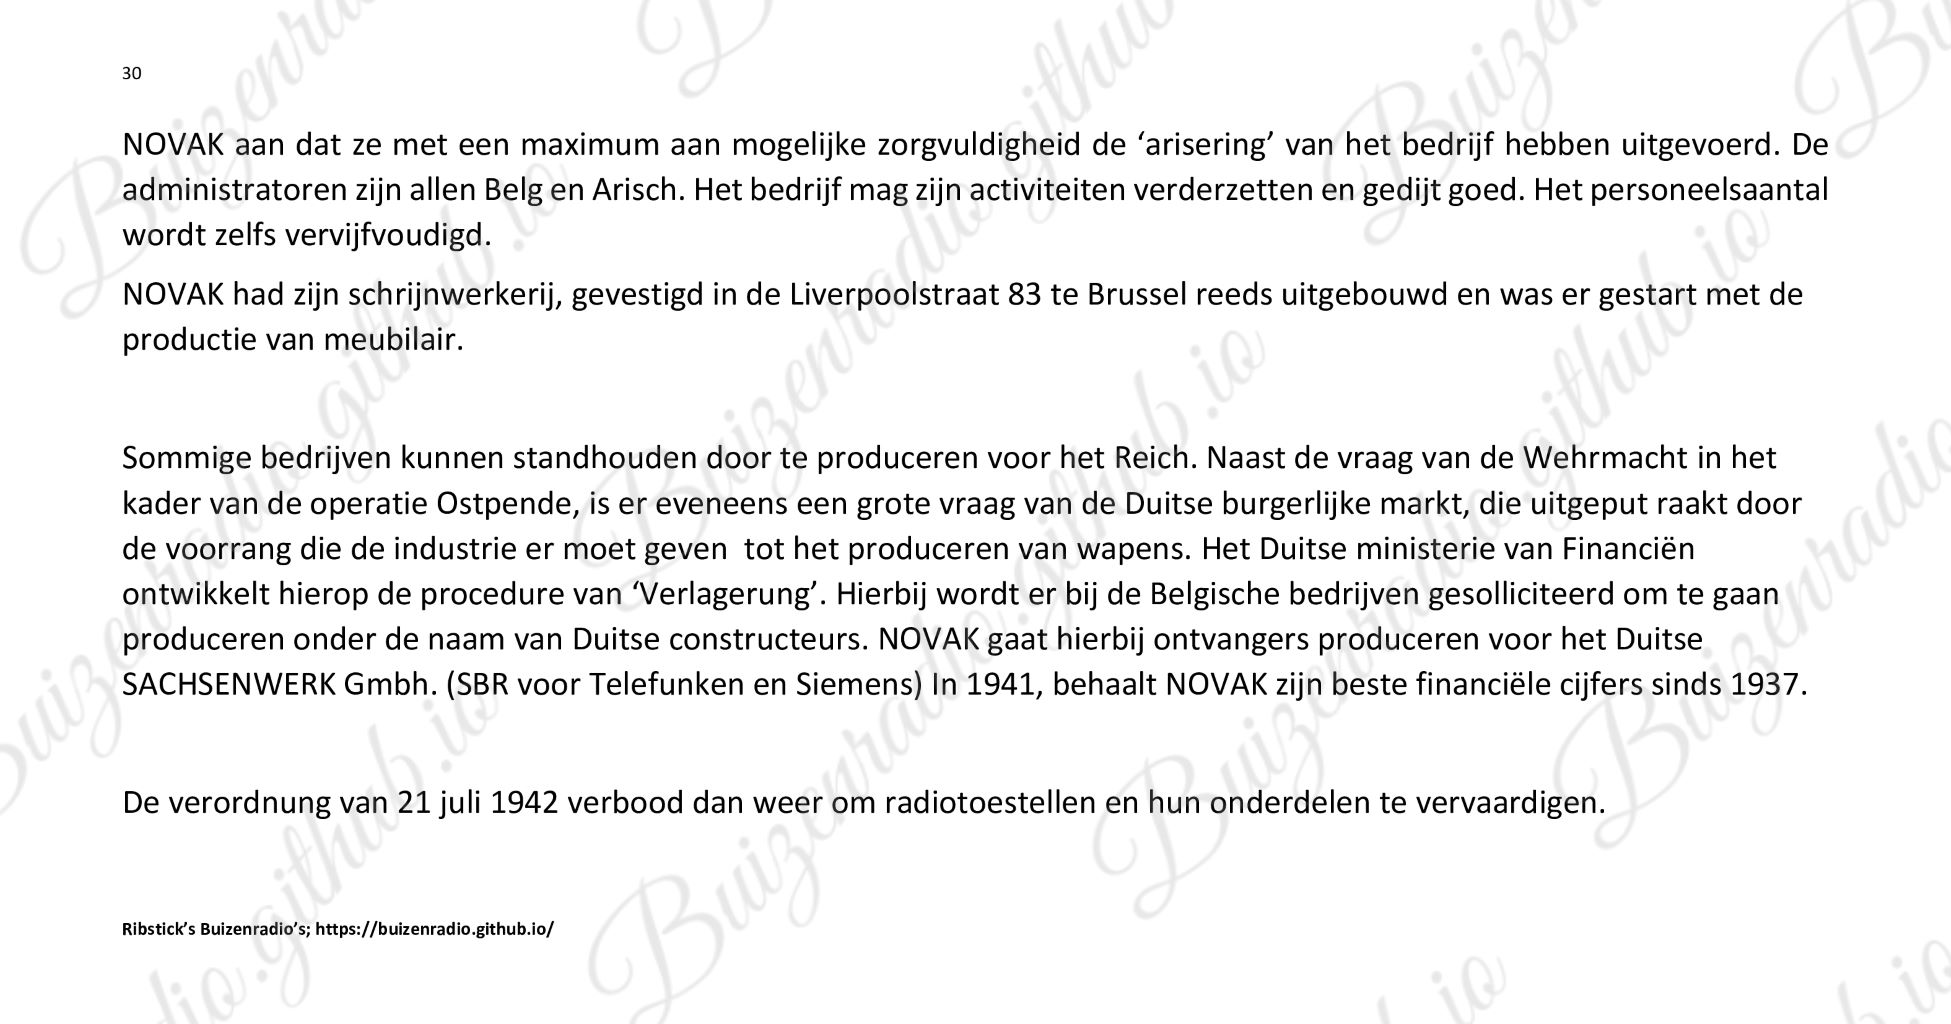 30
NOVAK aan dat ze met een maximum aan mogelijke zorgvuldigheid de ‘arisering’ van het bedrijf hebben uitgevoerd. De
administratoren zijn allen Belg en Arisch. Het bedrijf mag zijn activiteiten verderzetten en gedijt goed. Het personeelsaantal
wordt zelfs vervijfvoudigd.
NOVAK had zijn schrijnwerkerij, gevestigd in de Liverpoolstraat 83 te Brussel reeds uitgebouwd en was er gestart met de
productie van meubilair.
Sommige bedrijven kunnen standhouden door te produceren voor het Reich. Naast de vraag van de Wehrmacht in het
kader van de operatie Ostpende, is er eveneens een grote vraag van de Duitse burgerlijke markt, die uitgeput raakt door
de voorrang die de industrie er moet geven  tot het produceren van wapens. Het Duitse ministerie van Financiën
ontwikkelt hierop de procedure van ‘Verlagerung’. Hierbij wordt er bij de Belgische bedrijven gesolliciteerd om te gaan
produceren onder de naam van Duitse constructeurs. NOVAK gaat hierbij ontvangers produceren voor het Duitse
SACHSENWERK Gmbh. (SBR voor Telefunken en Siemens) In 1941, behaalt NOVAK zijn beste financiële cijfers sinds 1937.
De verordnung van 21 juli 1942 verbood dan weer om radiotoestellen en hun onderdelen te vervaardigen.
Ribstick’s Buizenradio’s; https://buizenradio.github.io/
Buizenradio.github.io